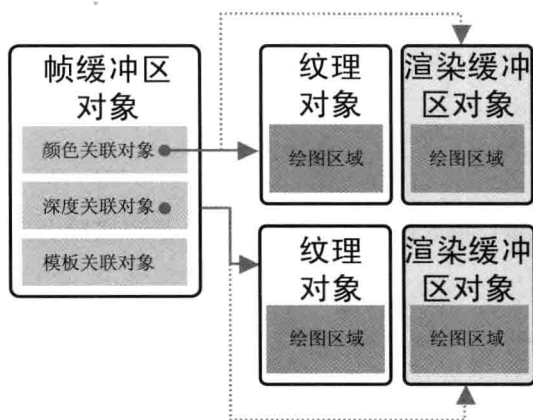 帧缓冲区
对象
颜色关联对象
深度关联对象
模板关联对象
纹理
对象
绘图区域
渲染缓冲
区对象
绘图区域
纹理
对象
绘图区域
渲染缓冲
区对象
绘图区域